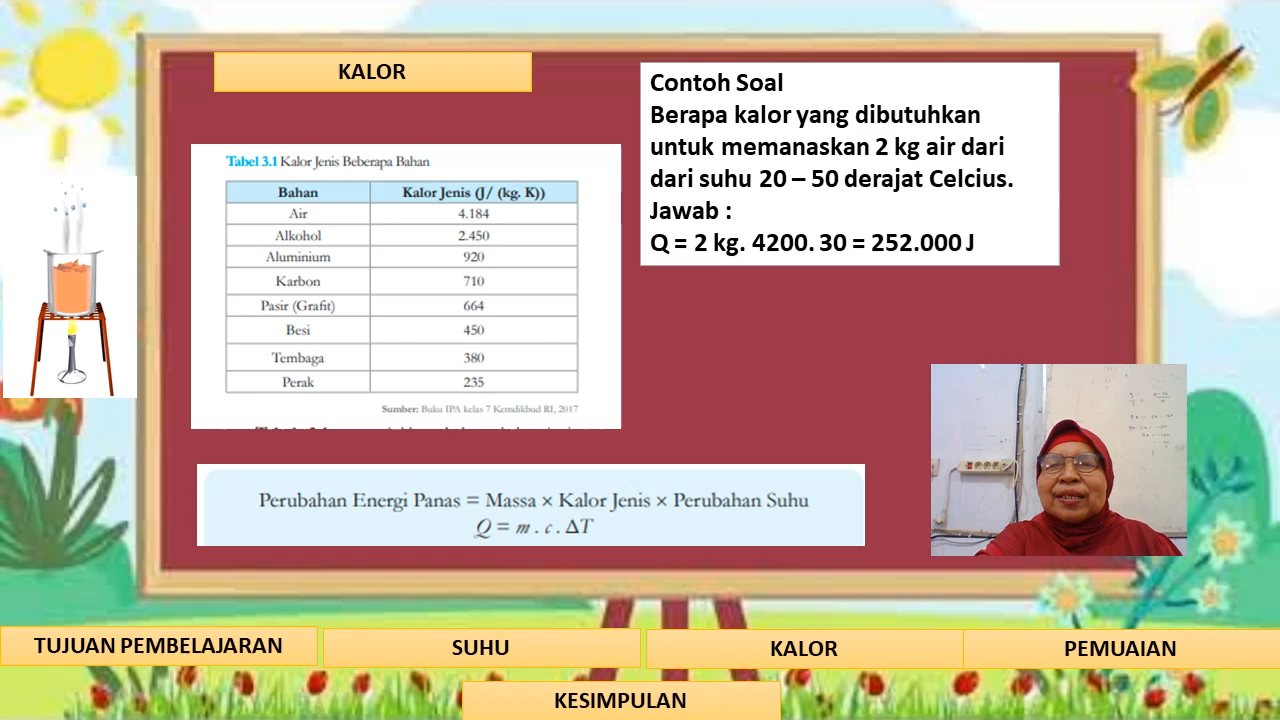 KALOR
Contoh Soal
Berapa kalor yang dibutuhkan
untuk memanaskan 2 kg air dari
dari suhu 20 – 50 derajat Celcius.
Jawab :
Q = 2 kg. 4200. 30 = 252.000 J
Tabel 3.1 Kalor Jenis Beberapa Bahan
Bahan Kalor Jenis (J/ (kg. K))
Air 4.184
Alkohol 2.450
Aluminium 920
Karbon 710
Pasir (Grafit) 664
Besi 450
Tembaga 380
Perak 235
Sumber: Buku IPA kelas 7 Kemdikbud RI, 2017
Perubahan Energi Panas = Massa × Kalor Jenis × Perubahan Suhu
Q = m . c . ΔT
TUJUAN PEMBELAJARAN
SUHU
KALOR
PEMUAIAN
KESIMPULAN